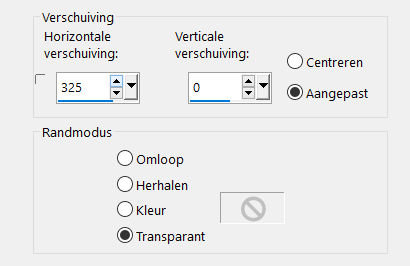 Verschuiving
Horizontale verschuiving:
Verticale verschuiving:
325
0
Centreren
Aangepast
Randmodus
Omloop
Herhalen
Kleur
Transparant